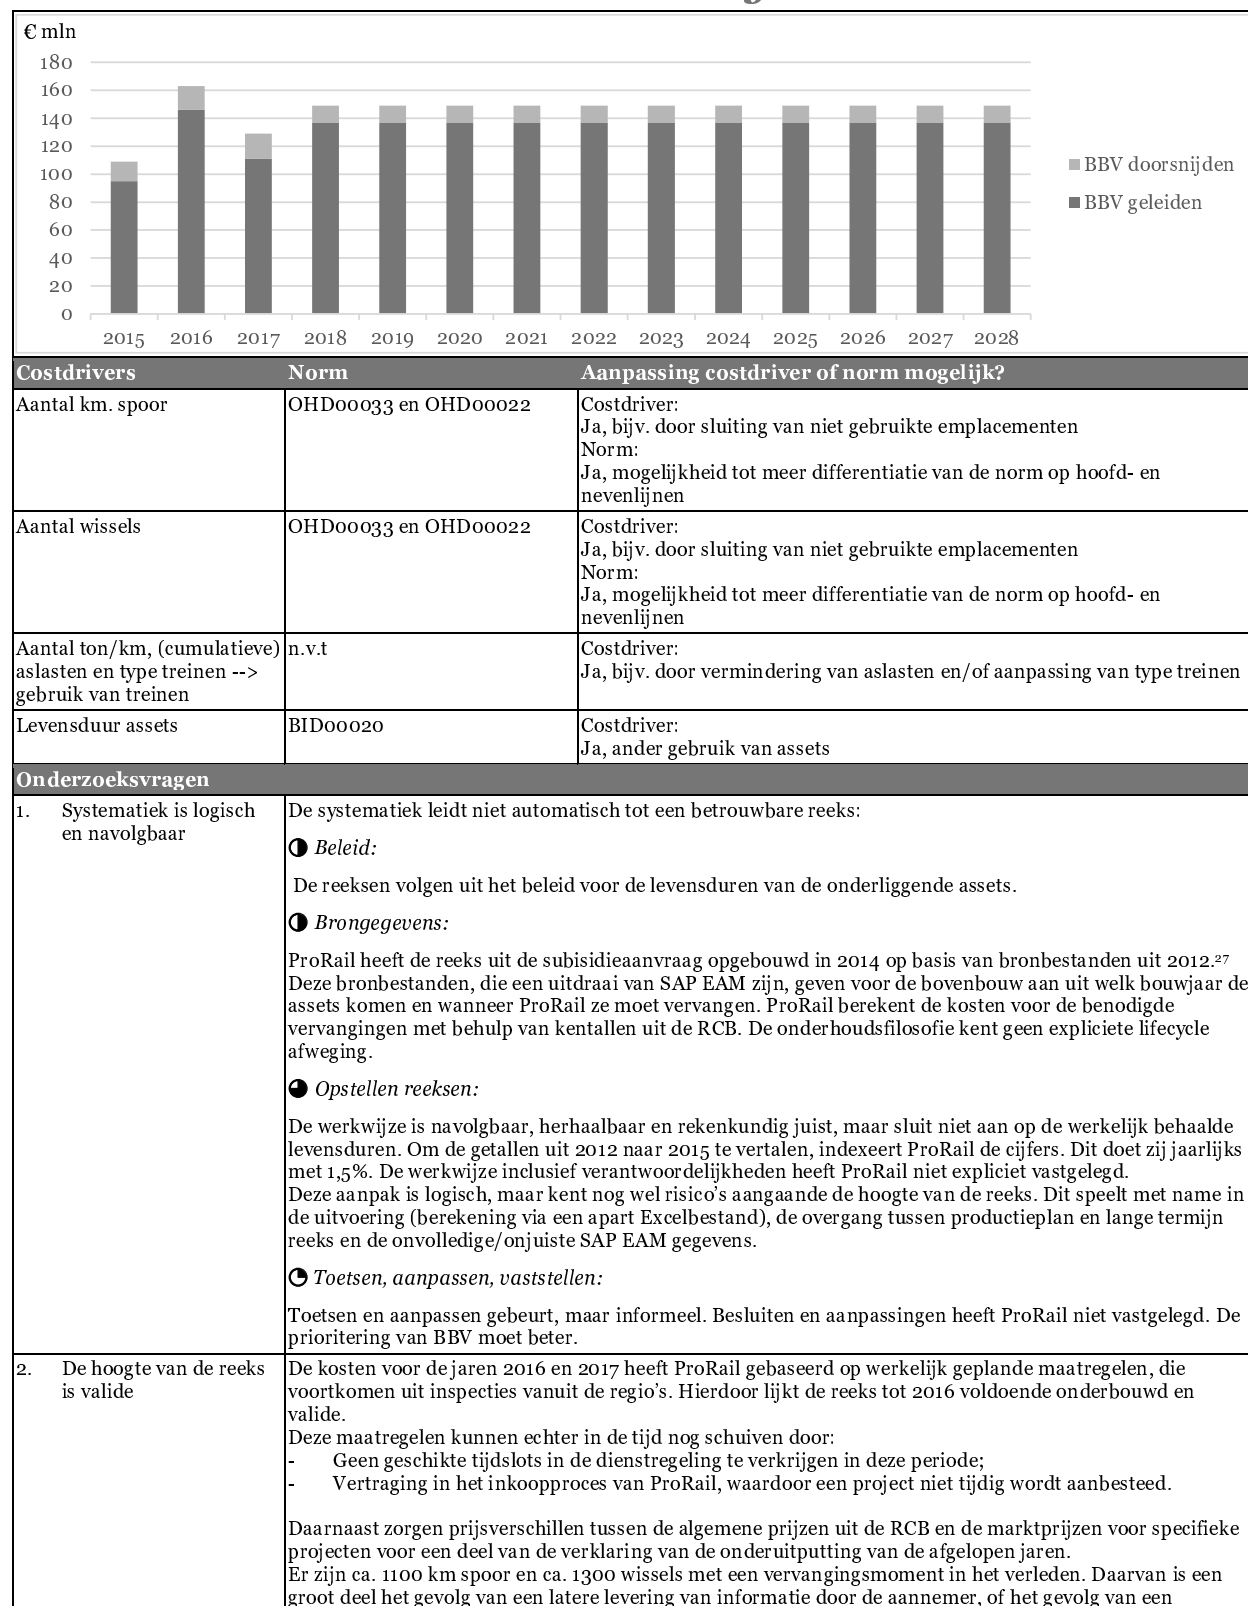 € mln
180
160
140
120
100
80
60
40
20
0
2015 2016 2017 2018 2019 2020 2021 2022 2023 2024 2025 2026 2027 2028
BBV doorsnijden
BBV geleiden
Costdrivers Norm Aanpassing costdriver of norm mogelijk?
Aantal km. spoor OHD00033 en OHD00022 Costdriver:
Ja, bijv. door sluiting van niet gebruikte emplacementen
Norm:
Ja, mogelijkheid tot meer differentiatie van de norm op hoofd- en
nevenlijnen
Aantal wissels OHD00033 en OHD00022 Costdriver:
Ja, bijv. door sluiting van niet gebruikte emplacementen
Norm:
Ja, mogelijkheid tot meer differentiatie van de norm op hoofd- en
nevenlijnen
Aantal ton/km, (cumulatieve) n.v.t Costdriver:
aslasten en type treinen --> Ja, bijv. door vermindering van aslasten en/of aanpassing van type treinen
gebruik van treinen
Levensduur assets BID00020 Costdriver:
Ja, ander gebruik van assets
Onderzoeksvragen
1. Systematiek is logisch De systematiek leidt niet automatisch tot een betrouwbare reeks:
en navolgbaar
Beleid:
De reeksen volgen uit het beleid voor de levensduren van de onderliggende assets.
Brongegevens:
ProRail heeft de reeks uit de subisidieaanvraag opgebouwd in 2014 op basis van bronbestanden uit 2012.27
Deze bronbestanden, die een uitdraai van SAP EAM zijn, geven voor de bovenbouw aan uit welk bouwjaar de
assets komen en wanneer ProRail ze moet vervangen. ProRail berekent de kosten voor de benodigde
vervangingen met behulp van kentallen uit de RCB. De onderhoudsfilosofie kent geen expliciete lifecycle
afweging.
Opstellen reeksen:
De werkwijze is navolgbaar, herhaalbaar en rekenkundig juist, maar sluit niet aan op de werkelijk behaalde
levensduren. Om de getallen uit 2012 naar 2015 te vertalen, indexeert ProRail de cijfers. Dit doet zij jaarlijks
met 1,5%. De werkwijze inclusief verantwoordelijkheden heeft ProRail niet expliciet vastgelegd.
Deze aanpak is logisch, maar kent nog wel risico's aangaande de hoogte van de reeks. Dit speelt met name in
de uitvoering (berekening via een apart Excelbestand), de overgang tussen productieplan en lange termijn
reeks en de onvolledige/onjuiste SAP EAM gegevens.
Toetsen, aanpassen, vaststellen:
Toetsen en aanpassen gebeurt, maar informeel. Besluiten en aanpassingen heeft ProRail niet vastgelegd. De
prioritering van BBV moet beter.
2. De hoogte van de reeks De kosten voor de jaren 2016 en 2017 heeft ProRail gebaseerd op werkelijk geplande maatregelen, die
is valide voortkomen uit inspecties vanuit de regio's. Hierdoor lijkt de reeks tot 2016 voldoende onderbouwd en
valide.
Deze maatregelen kunnen echter in de tijd nog schuiven door:
- Geen geschikte tijdslots in de dienstregeling te verkrijgen in deze periode;
- Vertraging in het inkoopproces van ProRail, waardoor een project niet tijdig wordt aanbesteed.
Daarnaast zorgen prijsverschillen tussen de algemene prijzen uit de RCB en de marktprijzen voor specifieke
projecten voor een deel van de verklaring van de onderuitputting van de afgelopen jaren.
Er zijn ca. 1100 km spoor en ca. 1300 wissels met een vervangingsmoment in het verleden. Daarvan is een
groot deel het gevolg van een latere levering van informatie door de aannemer, of het gevolg van een